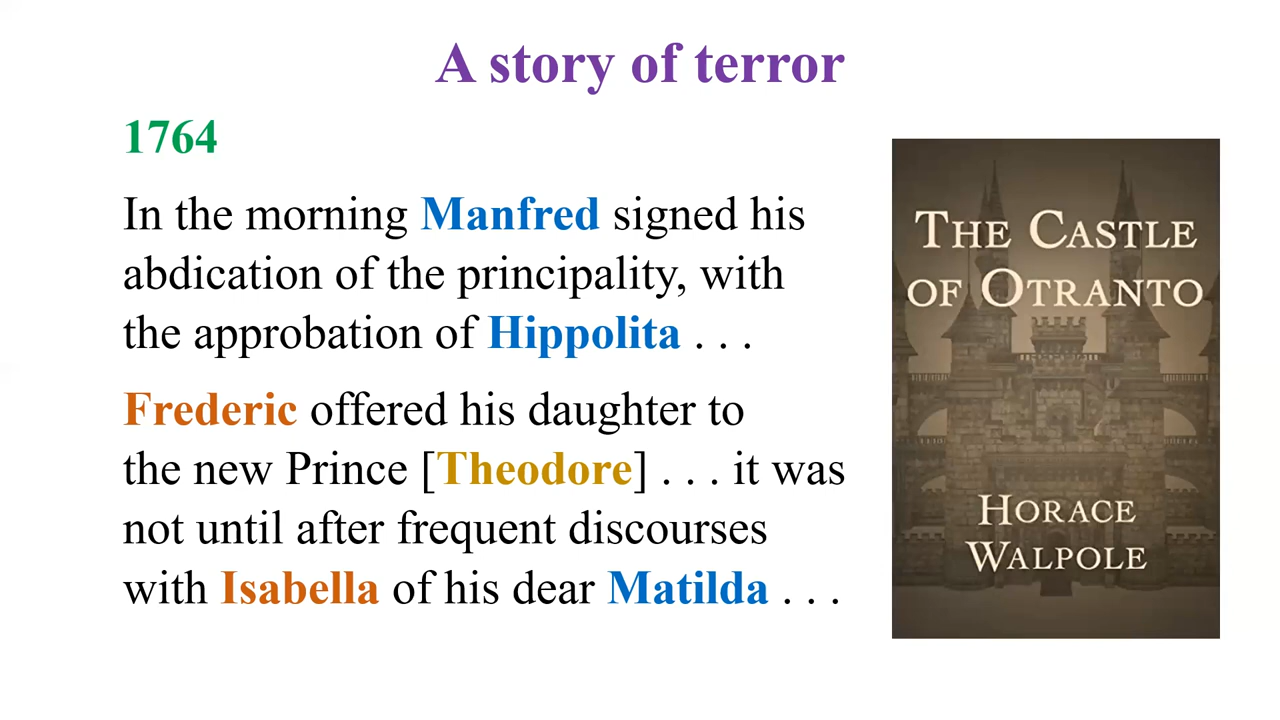 A story of terror
1764
In the morning Manfred signed his
abdication of the principality, with
the approbation of Hippolita . . .
Frederic offered his daughter to
the new Prince [Theodore] . . . it was
not until after frequent discourses
with Isabella of his dear Matilda . . .
THE CASTLE
OF OTRANTO
HORACE
WALPOLE